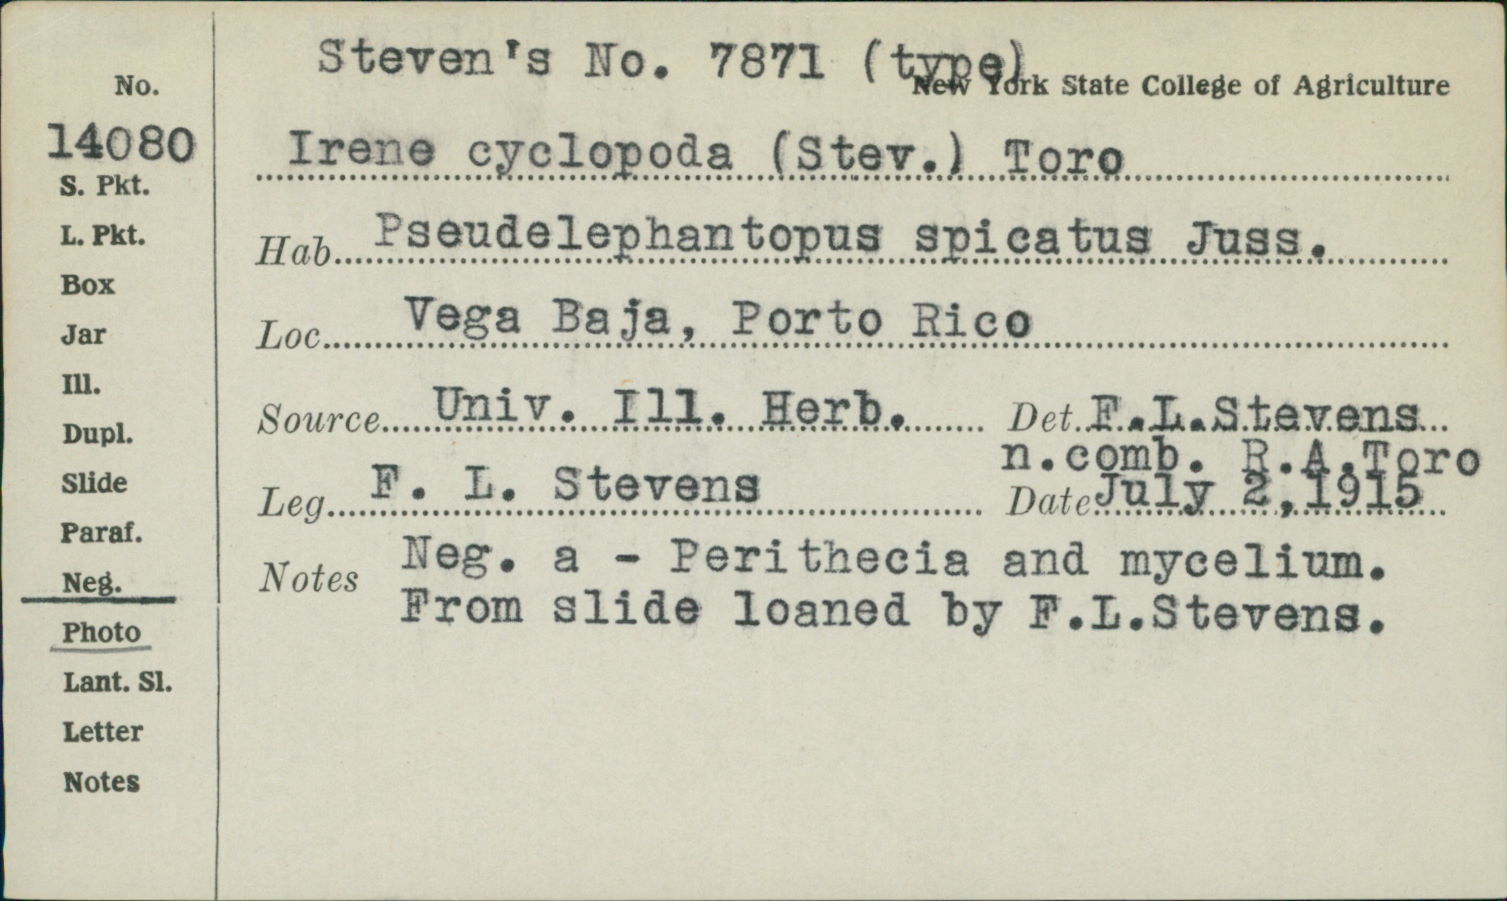 Steven's No. 7871 (type)
New York State College of Agriculture
No.
14080
Irene cyclopoda (Stev.) Toro
S. Pkt.
L. Pkt.
Hab. Pseudelephantopus spicatus Juss.
Box
Jar
Loc. Vega Baja, Porto Rico
Ill.
Dupl.
Source Univ. Ill. Herb. Det. F.L.Stevens
n.comb. R.A.Toro
Slide
Leg. F. L. Stevens Date July 2,1915
Paraf.
Neg.
Notes Neg. a - Perithecia and mycelium.
From slide loaned by F.L.Stevens.
Photo
Lant. Sl.
Letter
Notes